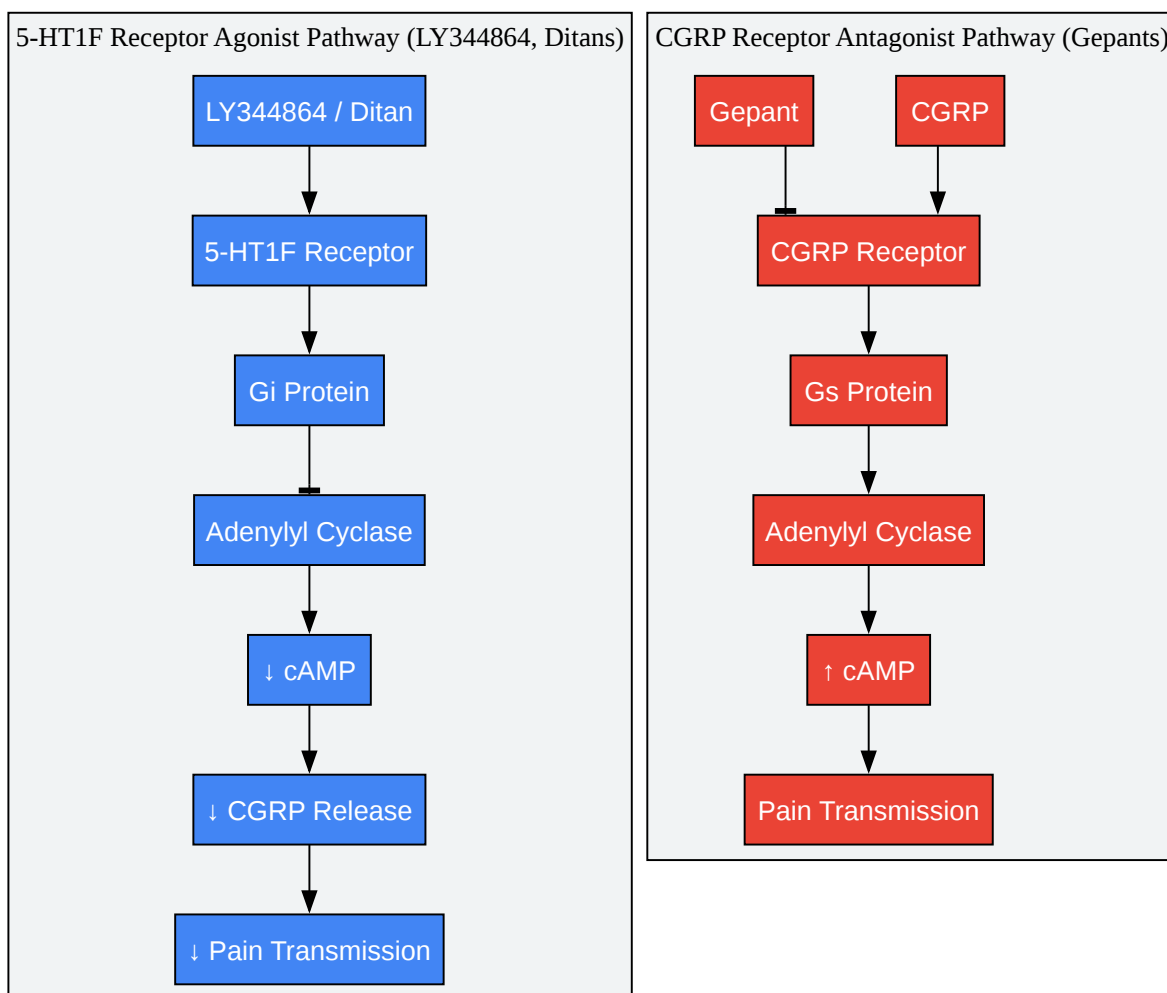 5-HT1F Receptor Agonist Pathway (LY344864, Ditans)
LY344864 / Ditan
5-HT1F Receptor
Gi Protein
Adenylyl Cyclase
↓ cAMP
↓ CGRP Release
↓ Pain Transmission
CGRP Receptor Antagonist Pathway (Gepants)
Gepant
CGRP
CGRP Receptor
Gs Protein
Adenylyl Cyclase
↑ cAMP
Pain Transmission